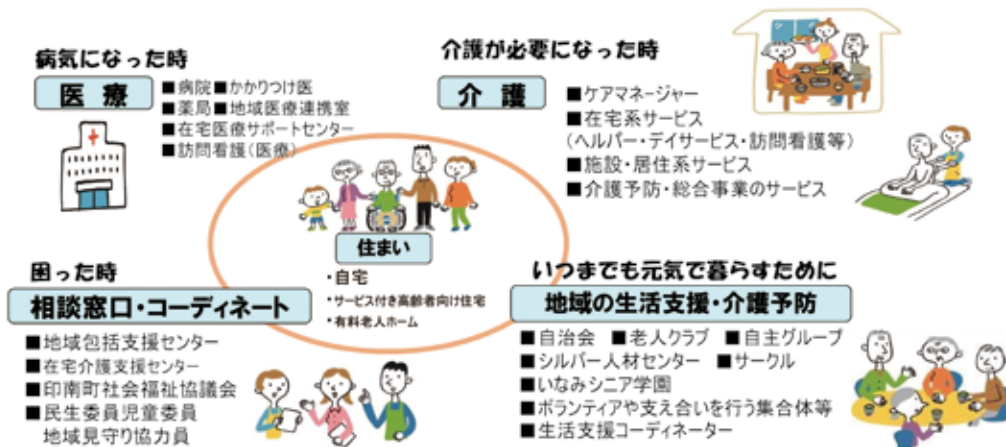 病気になった時
医療
■病院■かかりつけ医
■薬局■地域医療連携室
■在宅医療サポートセンター
■訪問看護(医療)
介護が必要になった時
介護
■ケアマネージャー
■在宅系サービス
(ヘルパー・デイサービス・訪問看護等)
■施設・居住系サービス
■介護予防・総合事業のサービス
住まい
・自宅
・サービス付き高齢者向け住宅
・有料老人ホーム
困った時
相談窓口・コーディネート
■地域包括支援センター
■在宅介護支援センター
■印南町社会福祉協議会
■民生委員児童委員
地域見守り協力員
いつまでも元気で暮らすために
地域の生活支援・介護予防
■自治会 ■老人クラブ ■自主グループ
■シルバー人材センター ■サークル
■いなみシニア学園
■ボランティアや支え合いを行う集合体等
■生活支援コーディネーター